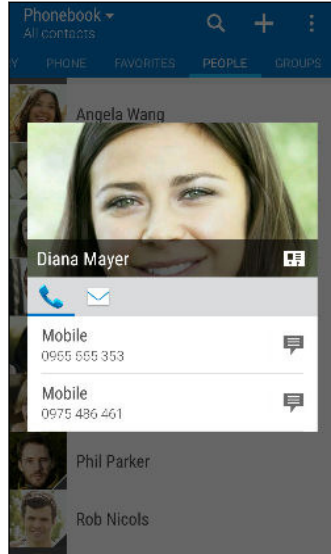 Phonebook
All contacts
Y PHONE FAVORITES PEOPLE GROUPS
Angela Wang
Diana Mayer
Mobile
0955 555 353
Mobile
0975 486 461
Phil Parker
Rob Nicols